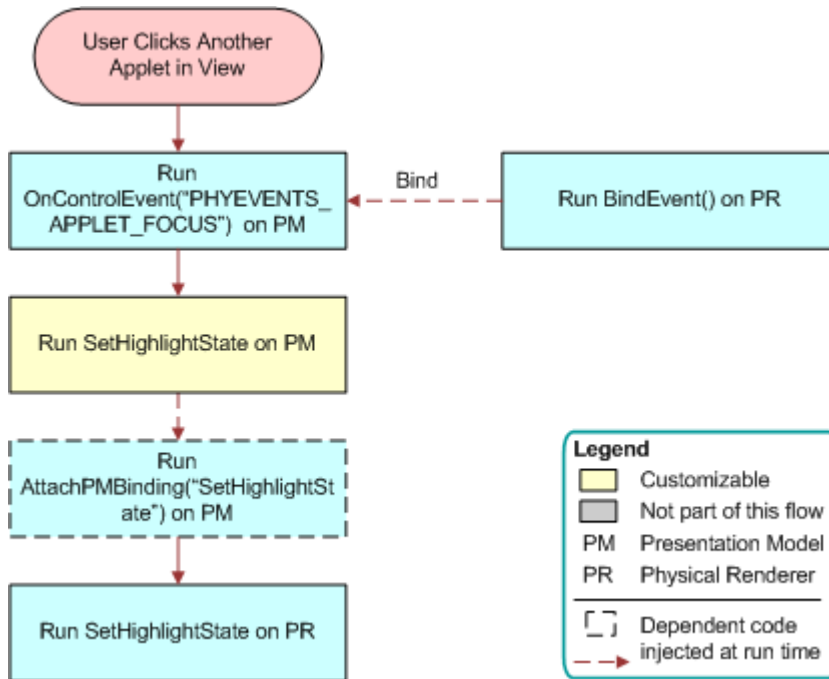 User Clicks Another
Applet in View
Run
OnControlEvent("PHYEVENTS_
APPLET_FOCUS") on PM
Bind
Run BindEvent() on PR
Run SetHighlightState on PM
Run
AttachPMBinding("SetHighlightSt
ate") on PM
Run SetHighlightState on PR
Legend
Customizable
Not part of this flow
PM Presentation Model
PR Physical Renderer
Dependent code
injected at run time